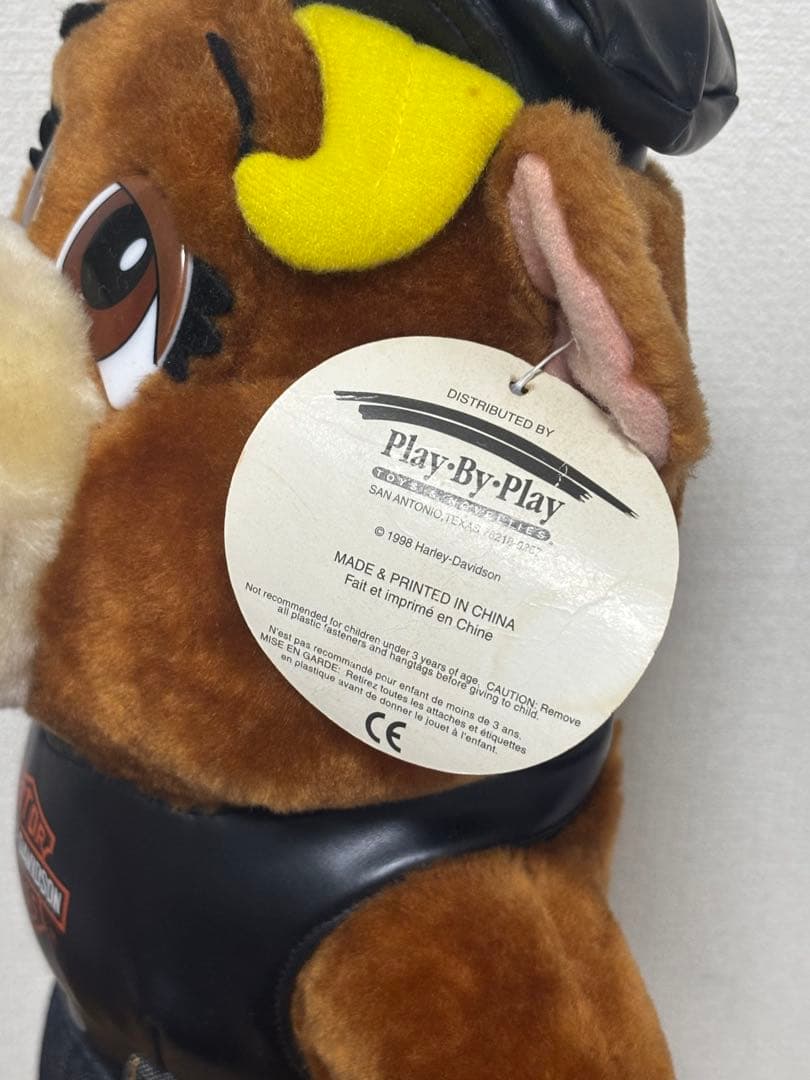 DISTRIBUTED BY
Play·By·Play
TOYS & NOVELTIES®
SAN ANTONIO, TEXAS
© 1998 Harley-Davidson
MADE & PRINTED IN CHINA
Fait et imprimé en Chine
Not recommended for children under 3 years of age. CAUTION: Remove
all plastic fasteners and hangtags before giving to child.
N'est pas recommandé pour enfant de moins de 3 ans.
MISE EN GARDE: Retirez toutes les attaches et étiquettes
en plastique avant de donner le jouet à l'enfant.
CE